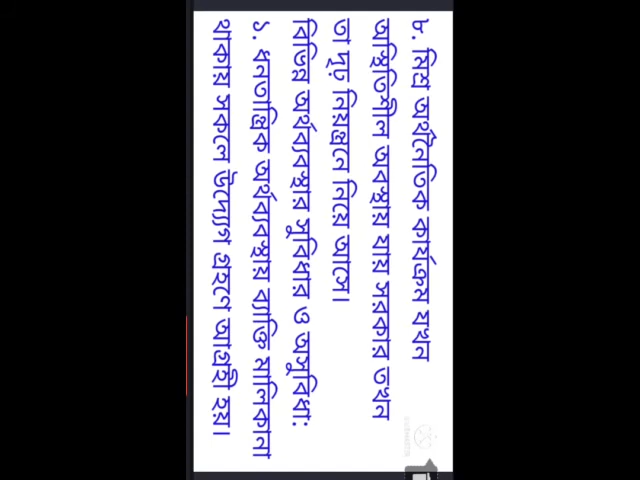 ৮. মিশ্র অর্থনৈতিক কার্যক্রম যখন
অস্থিতিশীল অবস্থায় যায় সরকার তখন
তা দৃঢ় নিয়ন্ত্রনে নিয়ে আসে।
বিভিন্ন অর্থব্যবস্থার সুবিধার ও অসুবিধা:
১. ধনতান্ত্রিক অর্থব্যবস্থায় ব্যাক্তি মালিকানা
থাকায় সকলে উদ্যোগ গ্রহণে আগ্রহী হয়।